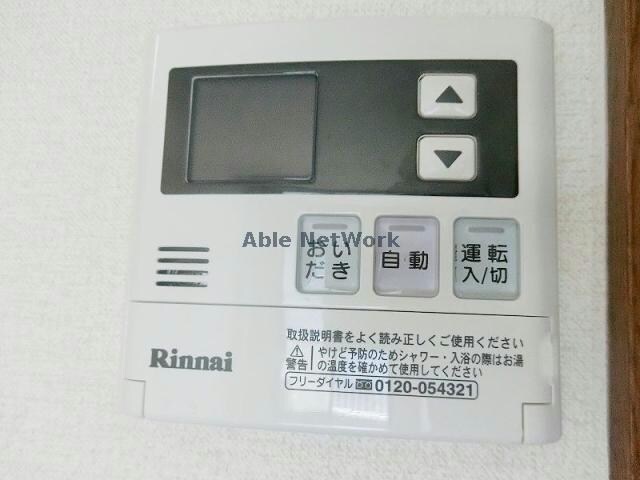 Able NetWork
おいだき
自動
運転
入/切
取扱説明書をよく読み正しくご使用ください
警告
やけど予防のためシャワー・入浴の際はお湯
の温度を確かめて使用してください
Rinnai
フリーダイヤル 0120-054321